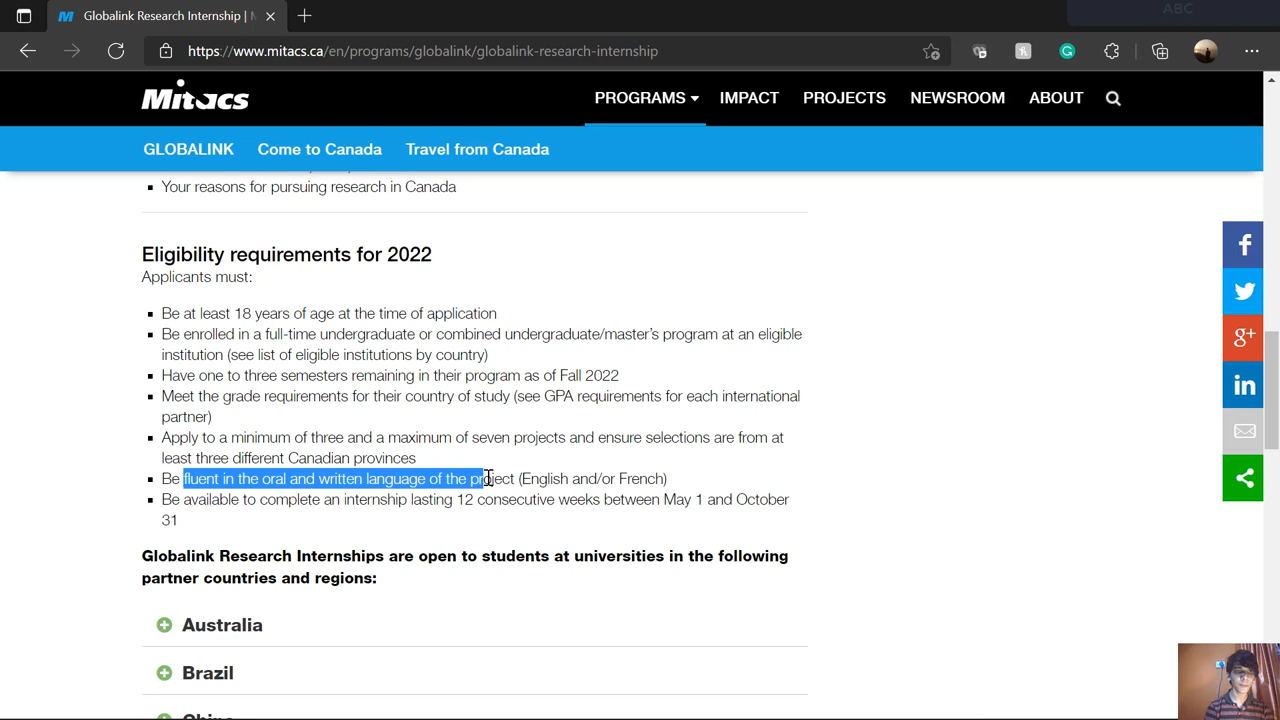 Globalink Research Internship |
ABC
https://www.mitacs.ca/en/programs/globalink/globalink-research-internship
Mitacs
PROGRAMS
IMPACT
PROJECTS
NEWSROOM
ABOUT
GLOBALINK
Come to Canada
Travel from Canada
Your reasons for pursuing research in Canada
Eligibility requirements for 2022
Applicants must:
Be at least 18 years of age at the time of application
Be enrolled in a full-time undergraduate or combined undergraduate/master's program at an eligible
institution (see list of eligible institutions by country)
Have one to three semesters remaining in their program as of Fall 2022
Meet the grade requirements for their country of study (see GPA requirements for each international
partner)
Apply to a minimum of three and a maximum of seven projects and ensure selections are from at
least three different Canadian provinces
Be fluent in the oral and written language of the project (English and/or French)
Be available to complete an internship lasting 12 consecutive weeks between May 1 and October
31
Globalink Research Internships are open to students at universities in the following
partner countries and regions:
Australia
Brazil